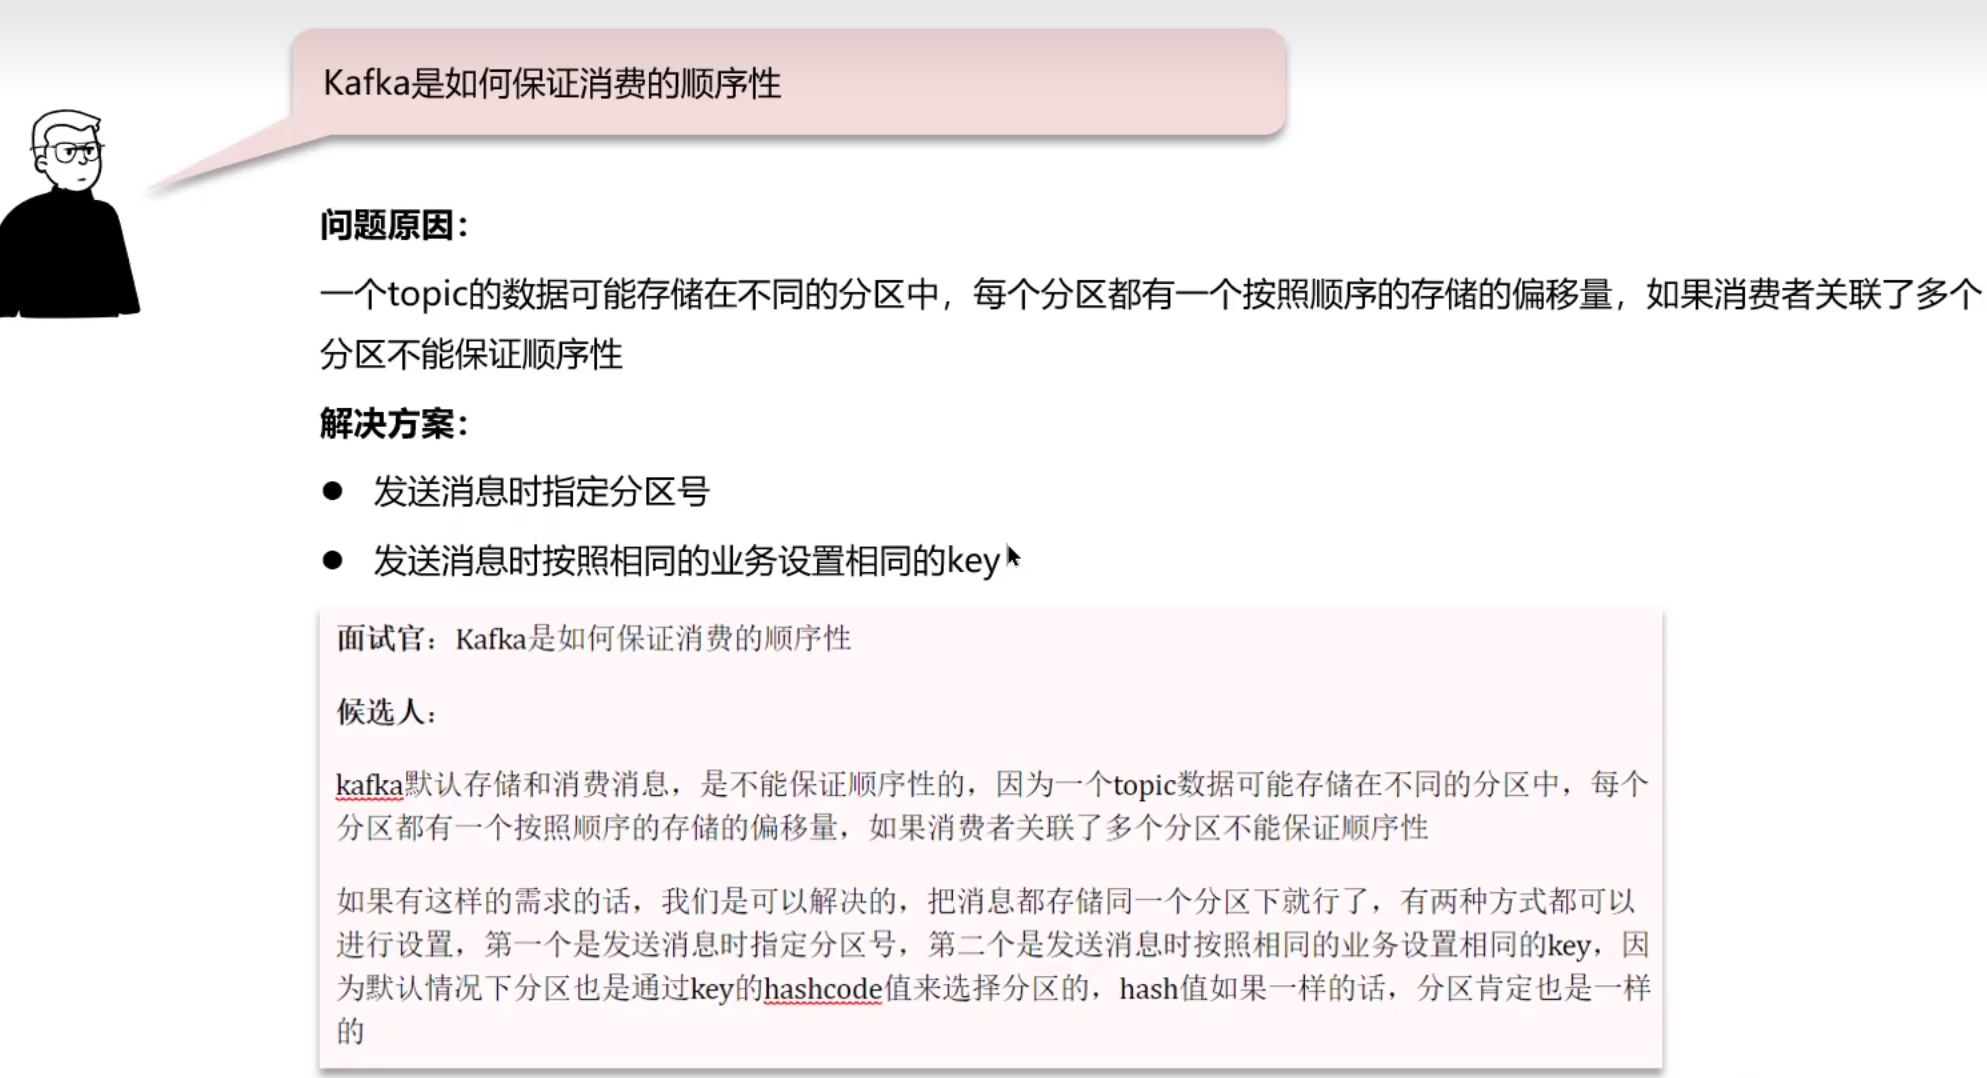 Kafka是如何保证消费的顺序性
问题原因：
一个topic的数据可能存储在不同的分区中，每个分区都有一个按照顺序的存储的偏移量，如果消费者关联了多个
分区不能保证顺序性
解决方案：
● 发送消息时指定分区号
● 发送消息时按照相同的业务设置相同的key
面试官：Kafka是如何保证消费的顺序性
候选人：
kafka默认存储和消费消息，是不能保证顺序性的，因为一个topic数据可能存储在不同的分区中，每个
分区都有一个按照顺序的存储的偏移量，如果消费者关联了多个分区不能保证顺序性
如果有这样的需求的话，我们是可以解决的，把消息都存储同一个分区下就行了，有两种方式都可以
进行设置，第一个是发送消息时指定分区号，第二个是发送消息时按照相同的业务设置相同的key，因
为默认情况下分区也是通过key的hashcode值来选择分区的，hash值如果一样的话，分区肯定也是一样
的